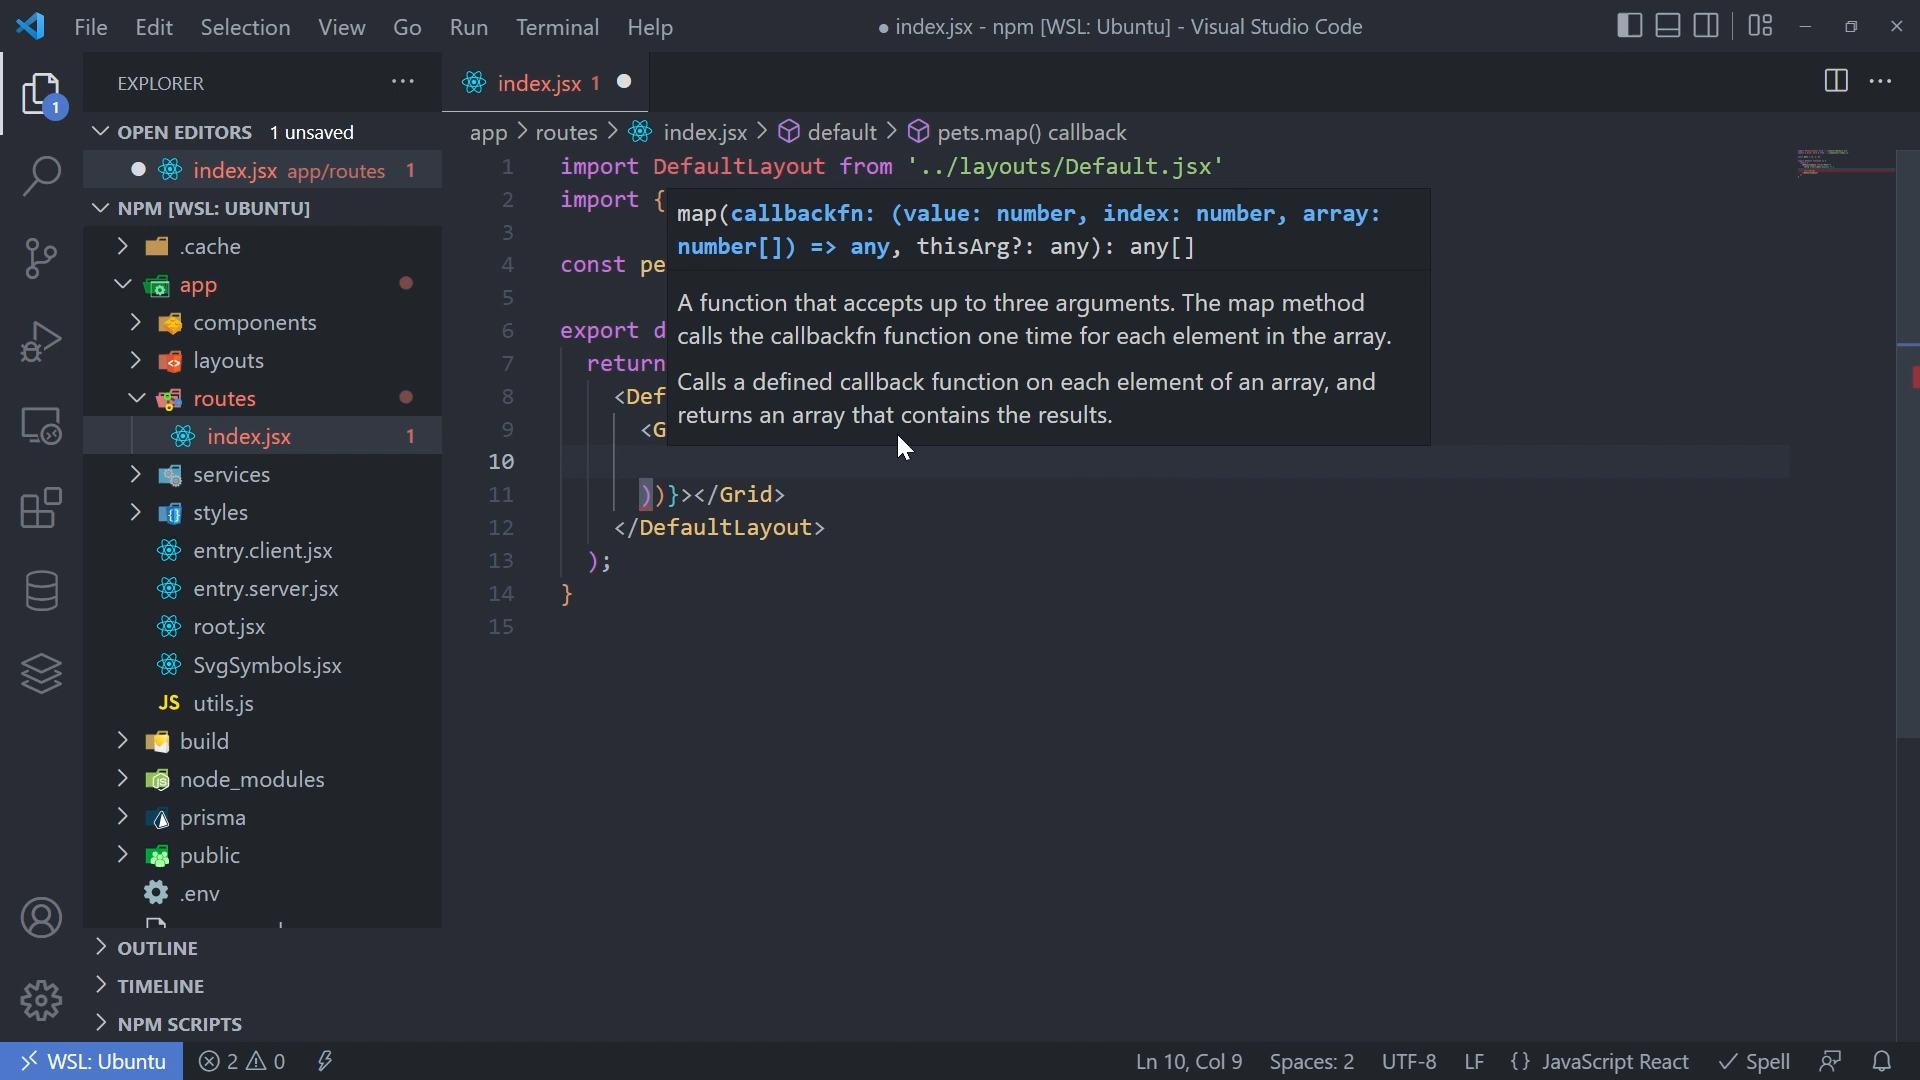 File Edit Selection View Go Run Terminal Help
● index.jsx - npm [WSL: Ubuntu] - Visual Studio Code
EXPLORER
1
OPEN EDITORS 1 unsaved
index.jsx app/routes 1
NPM [WSL: UBUNTU]
.cache
app
components
layouts
routes
index.jsx 1
services
styles
entry.client.jsx
entry.server.jsx
root.jsx
SvgSymbols.jsx
JS utils.js
build
node_modules
prisma
public
.env
OUTLINE
TIMELINE
NPM SCRIPTS
index.jsx 1
app > routes > index.jsx > default > pets.map() callback
1 import DefaultLayout from '../layouts/Default.jsx'
2 import {
3
4 const pe
5
6 export d
7 return
8 <Def
9 <G
10
11 ))}></Grid>
12 </DefaultLayout>
13 );
14 }
15
map(callbackfn: (value: number, index: number, array:
number[]) => any, thisArg?: any): any[]
A function that accepts up to three arguments. The map method
calls the callbackfn function one time for each element in the array.
Calls a defined callback function on each element of an array, and
returns an array that contains the results.
WSL: Ubuntu 2 0 Ln 10, Col 9 Spaces: 2 UTF-8 LF {} JavaScript React Spell